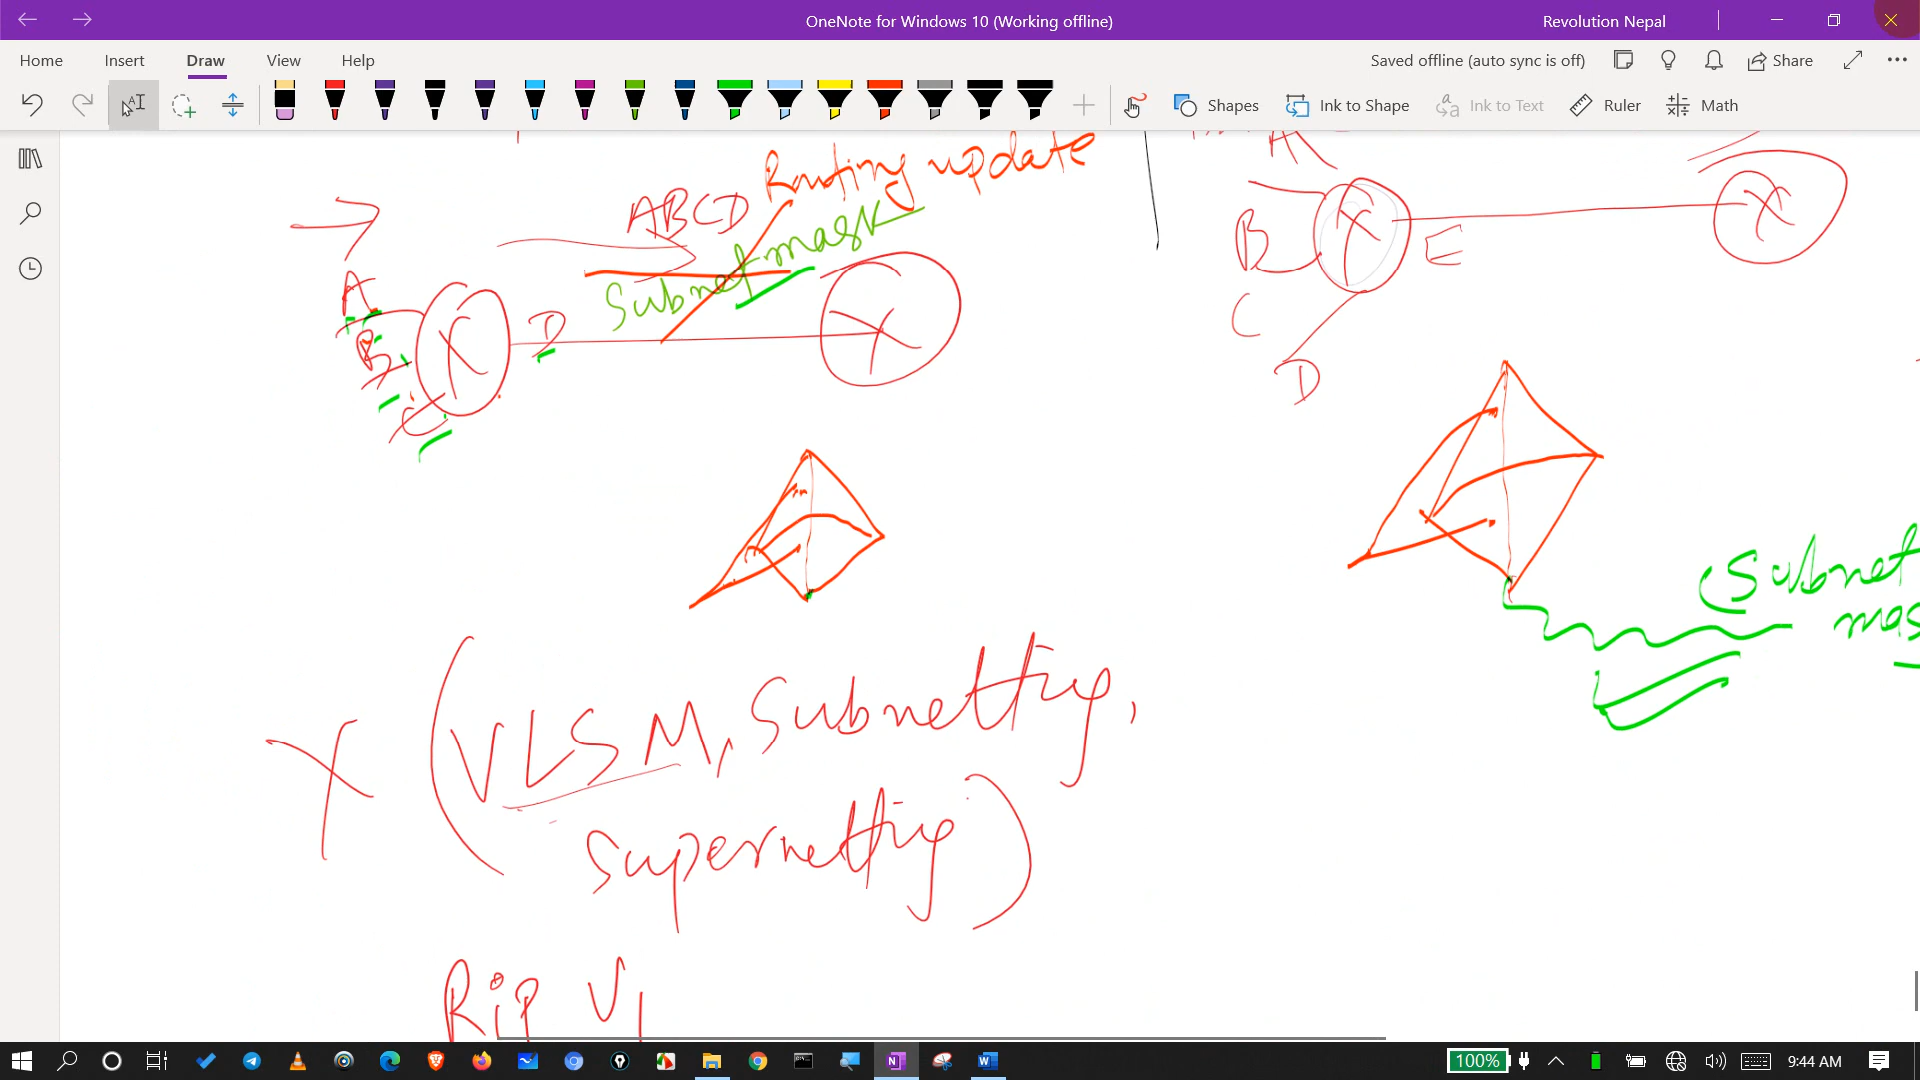 OneNote for Windows 10 (Working offline)
Revolution Nepal
Home Insert Draw View Help
Saved offline (auto sync is off)
Share
Shapes Ink to Shape Ink to Text Ruler Math
Routing update
ABCD
Subnet mask
A
B
C
X
D
X
A
B
C
D
X
E
X
Subnet
mas
X (VLSM, Subnetting,
Supernetting)
Rip V1
100%
9:44 AM